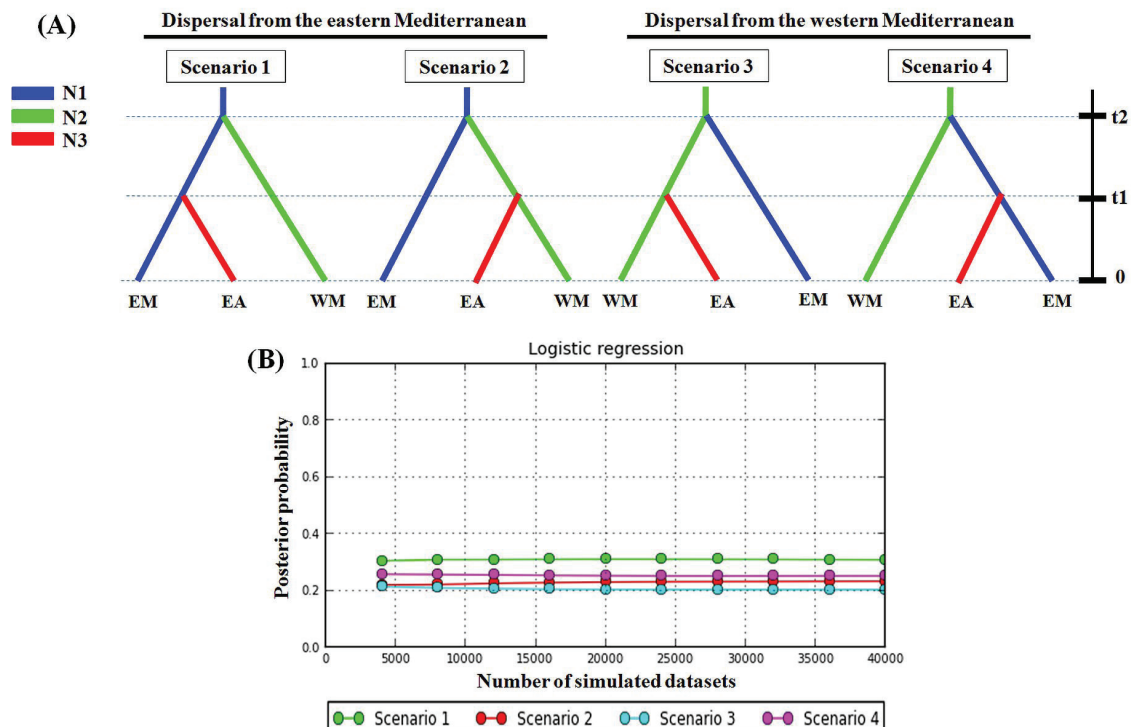 (A)
Dispersal from the eastern Mediterranean
Dispersal from the western Mediterranean
Scenario 1
Scenario 2
Scenario 3
Scenario 4
N1
N2
N3
t2
t1
0
EM EA WM EM EA WM WM EA EM WM EA EM
(B)
Logistic regression
Posterior probability
1.0
0.8
0.6
0.4
0.2
0.0
0 5000 10000 15000 20000 25000 30000 35000 40000
Number of simulated datasets
Scenario 1 Scenario 2 Scenario 3 Scenario 4